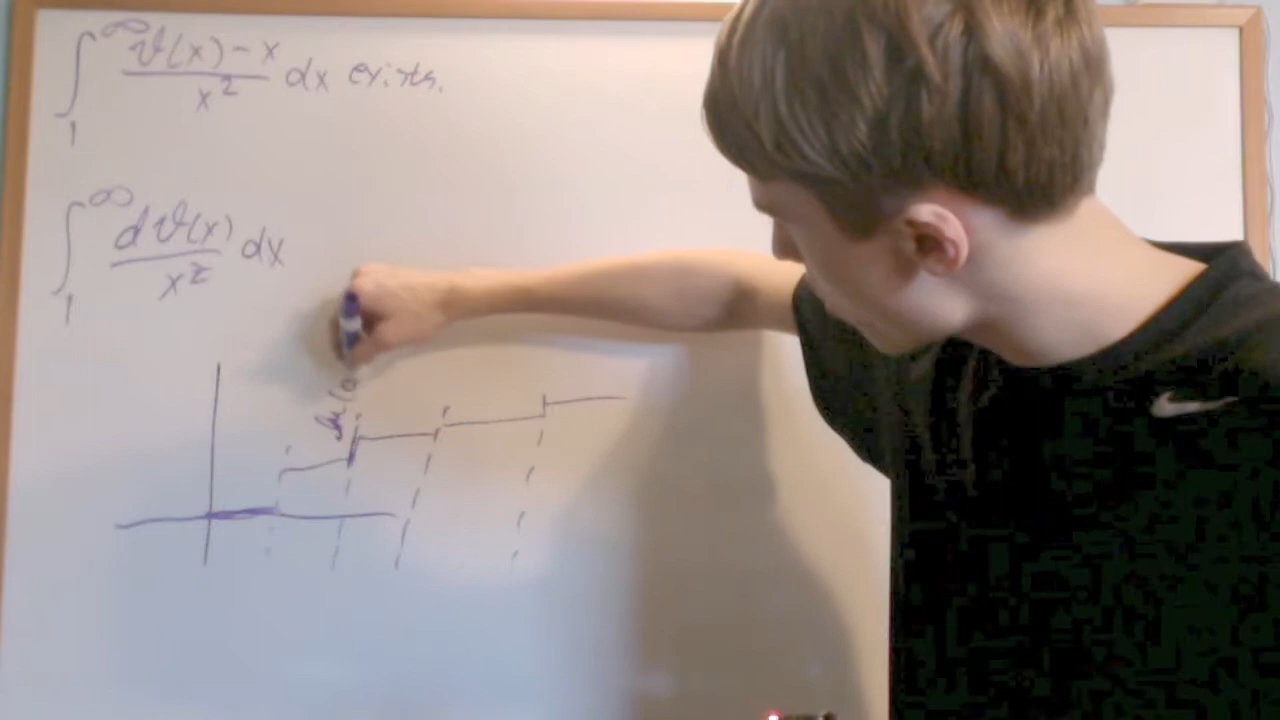 ∫₁^∞ (ϑ(x) − x)/x² dx exists.
∫₁^∞ dϑ(x)/x² dx